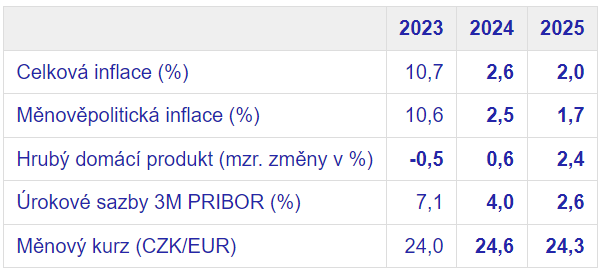 2023 2024 2025
Celková inflace (%) 10,7 2,6 2,0
Měnověpolitická inflace (%) 10,6 2,5 1,7
Hrubý domácí produkt (mzr. změny v %) -0,5 0,6 2,4
Úrokové sazby 3M PRIBOR (%) 7,1 4,0 2,6
Měnový kurz (CZK/EUR) 24,0 24,6 24,3